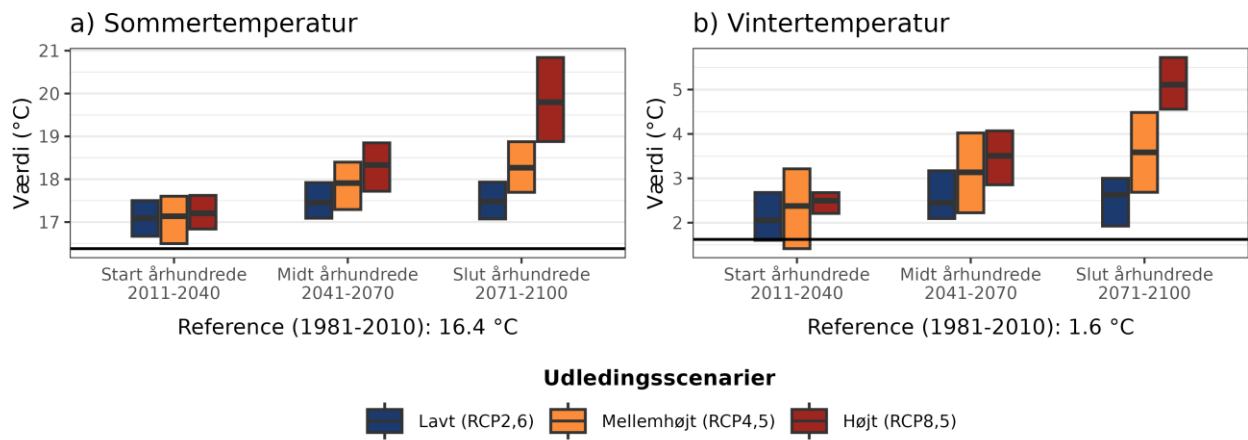 a) Sommertemperatur
Værdi (°C)
21
20
19
18
17
Start århundrede
2011-2040
Midt århundrede
2041-2070
Slut århundrede
2071-2100
Reference (1981-2010): 16.4 °C
b) Vintertemperatur
Værdi (°C)
5
4
3
2
Start århundrede
2011-2040
Midt århundrede
2041-2070
Slut århundrede
2071-2100
Reference (1981-2010): 1.6 °C
Udledingsscenarier
Lavt (RCP2,6)
Mellemhøjt (RCP4,5)
Højt (RCP8,5)